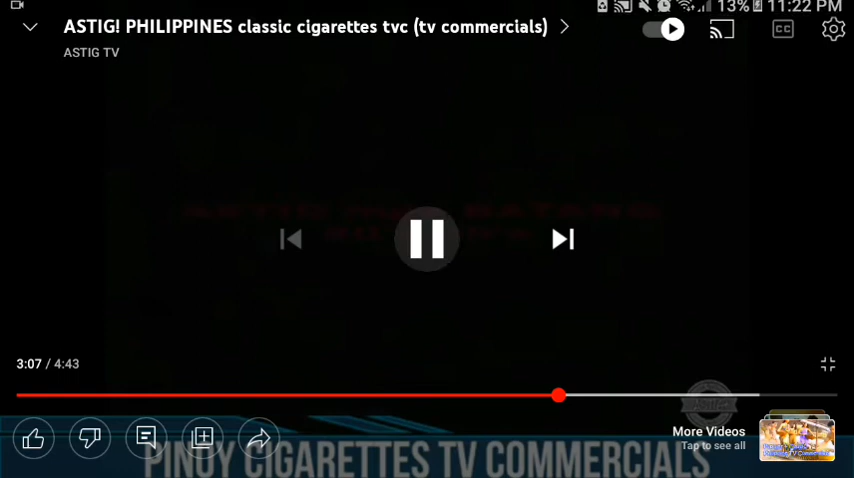 13% 11:22 PM
ASTIG! PHILIPPINES classic cigarettes tvc (tv commercials)
ASTIG TV
CC
3:07 / 4:43
More Videos
Tap to see all
PINOY CIGARETTES TV COMMERCIALS